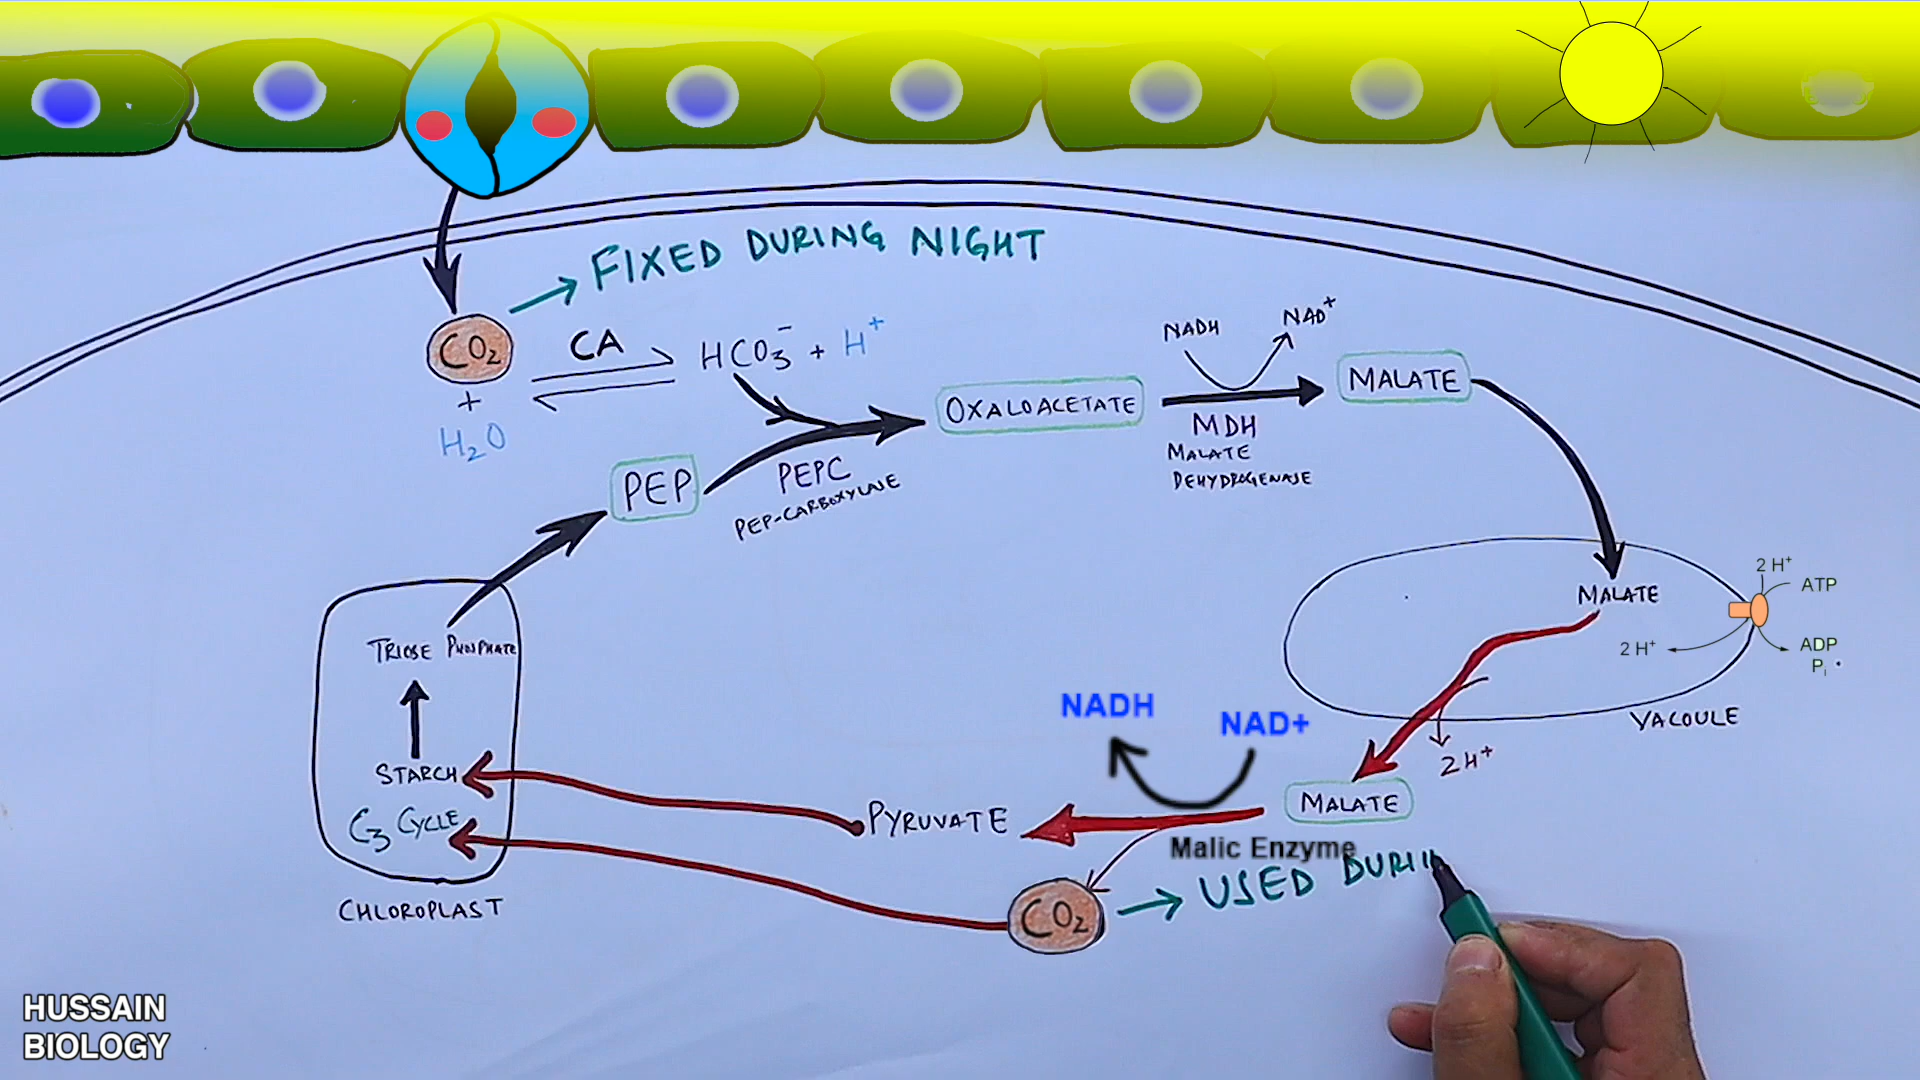 → FIXED DURING NIGHT
CO₂
+
H₂O
CA
HCO₃⁻ + H⁺
PEP
PEPC
PEP-CARBOXYLASE
OXALOACETATE
NADH
NAD⁺
MDH
MALATE
DEHYDROGENASE
MALATE
MALATE
2 H⁺
ATP
2 H⁺
ADP
Pᵢ
VACOULE
2H⁺
TRIOSE PHOSPHATE
STARCH
C₃ CYCLE
CHLOROPLAST
NADH
NAD+
MALATE
PYRUVATE
Malic Enzyme
CO₂
→ USED DURI
HUSSAIN
BIOLOGY